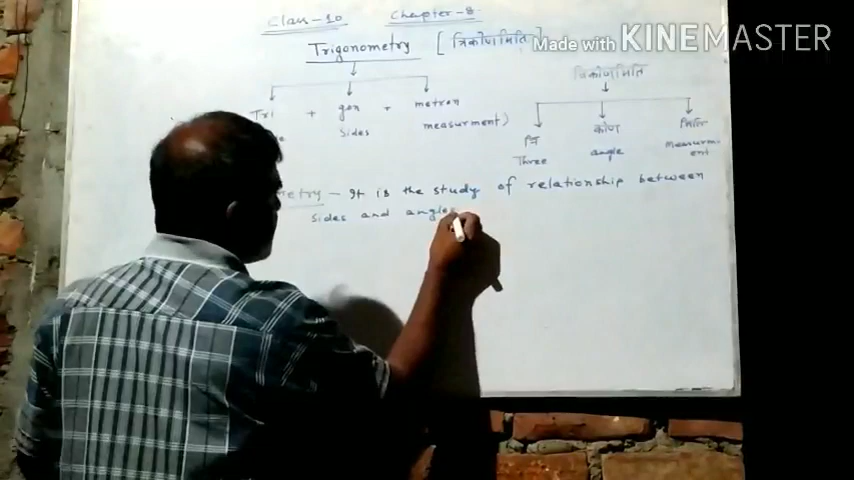 Class-10 Chapter-8
Trigonometry [त्रिकोणमिति]
Made with KINEMASTER
त्रिकोणमिति
Tri + gon + metron
sides measurment)
त्रि कोण मिति
Three angle measurment
metry - It is the study of relationship between
sides and angles